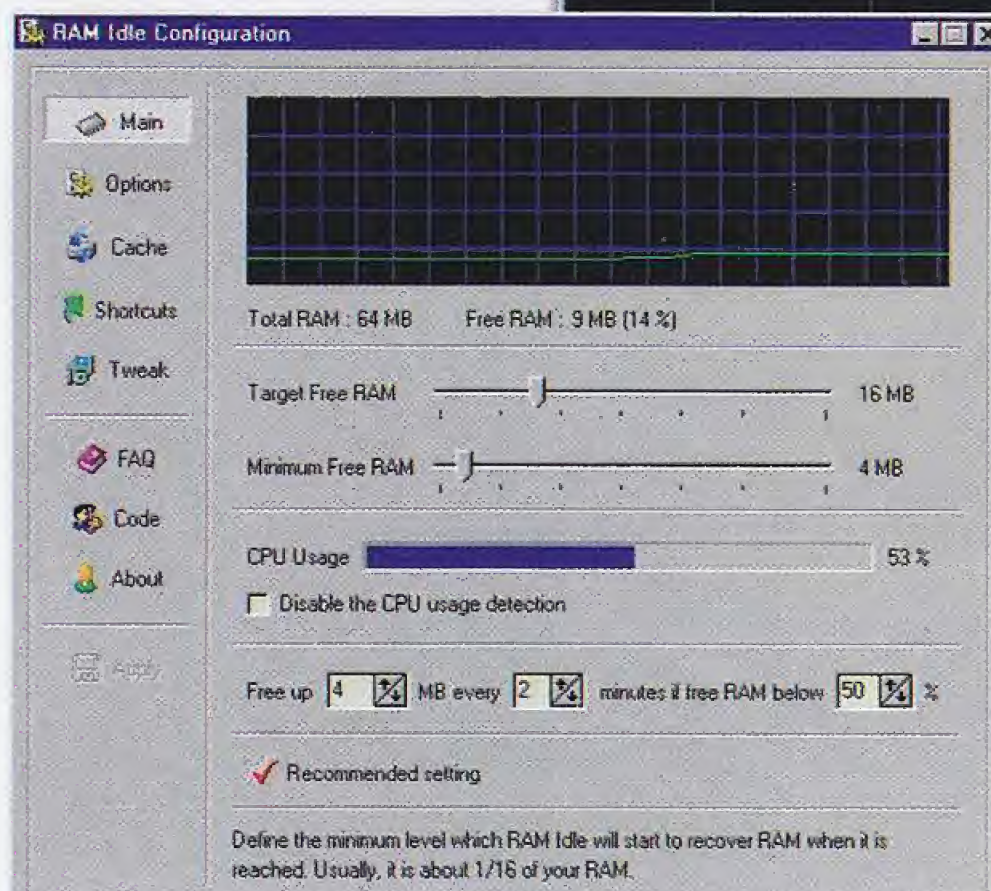 RAM Idle Configuration
Main
Options
Cache
Shortcuts
Tweak
FAQ
Code
About
Apply
Total RAM : 64 MB Free RAM : 9 MB (14 %)
Target Free RAM 16 MB
Minimum Free RAM 4 MB
CPU Usage 53 %
Disable the CPU usage detection
Free up 4 MB every 2 minutes if free RAM below 50 %
Recommended setting
Define the minimum level which RAM Idle will start to recover RAM when it is
reached. Usually, it is about 1/16 of your RAM.